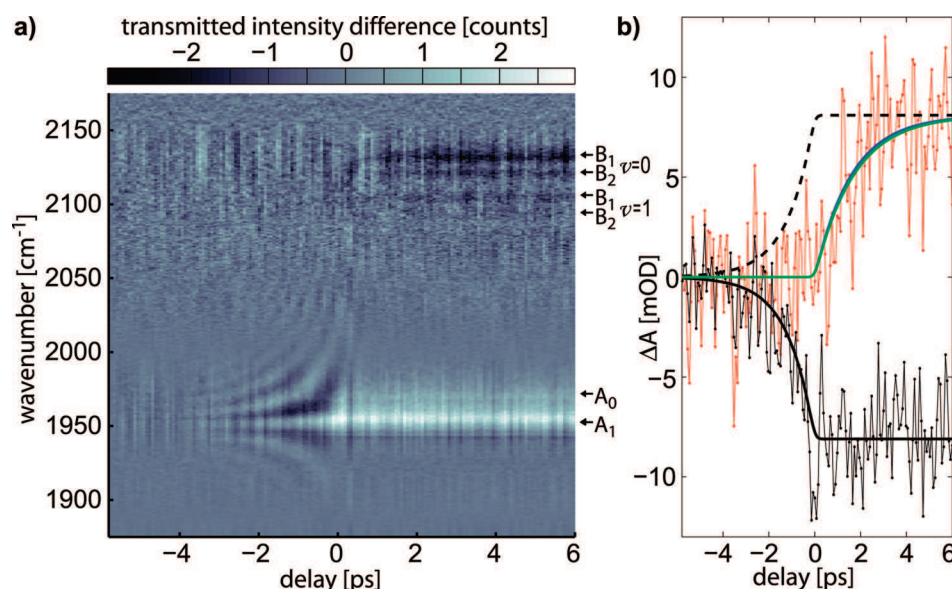 a)
transmitted intensity difference [counts]
−2 −1 0 1 2
wavenumber [cm-1]
2150
2100
2050
2000
1950
1900
B1
B2 v=0
B1
B2 v=1
A0
A1
−4 −2 0 2 4 6
delay [ps]
b)
ΔA [mOD]
10
5
0
−5
−10
−4 −2 0 2 4 6
delay [ps]